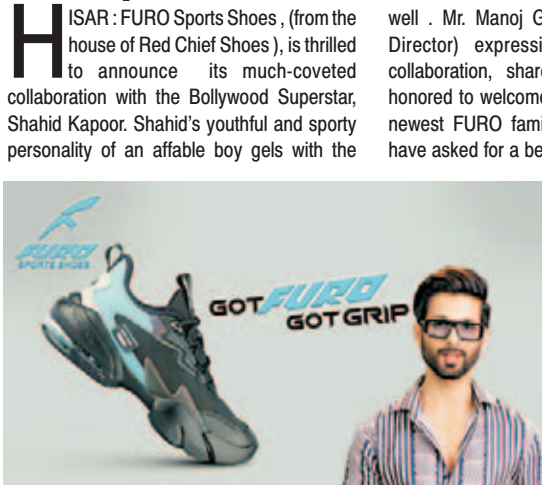 HISAR : FURO Sports Shoes , (from the
house of Red Chief Shoes ), is thrilled
to announce its much-coveted
collaboration with the Bollywood Superstar,
Shahid Kapoor. Shahid’s youthful and sporty
personality of an affable boy gels with the
well . Mr. Manoj G
Director) expressi
collaboration, share
honored to welcome
newest FURO fami
have asked for a be
FURO
SPORTS SHOES
GOT FURO
GOT GRIP